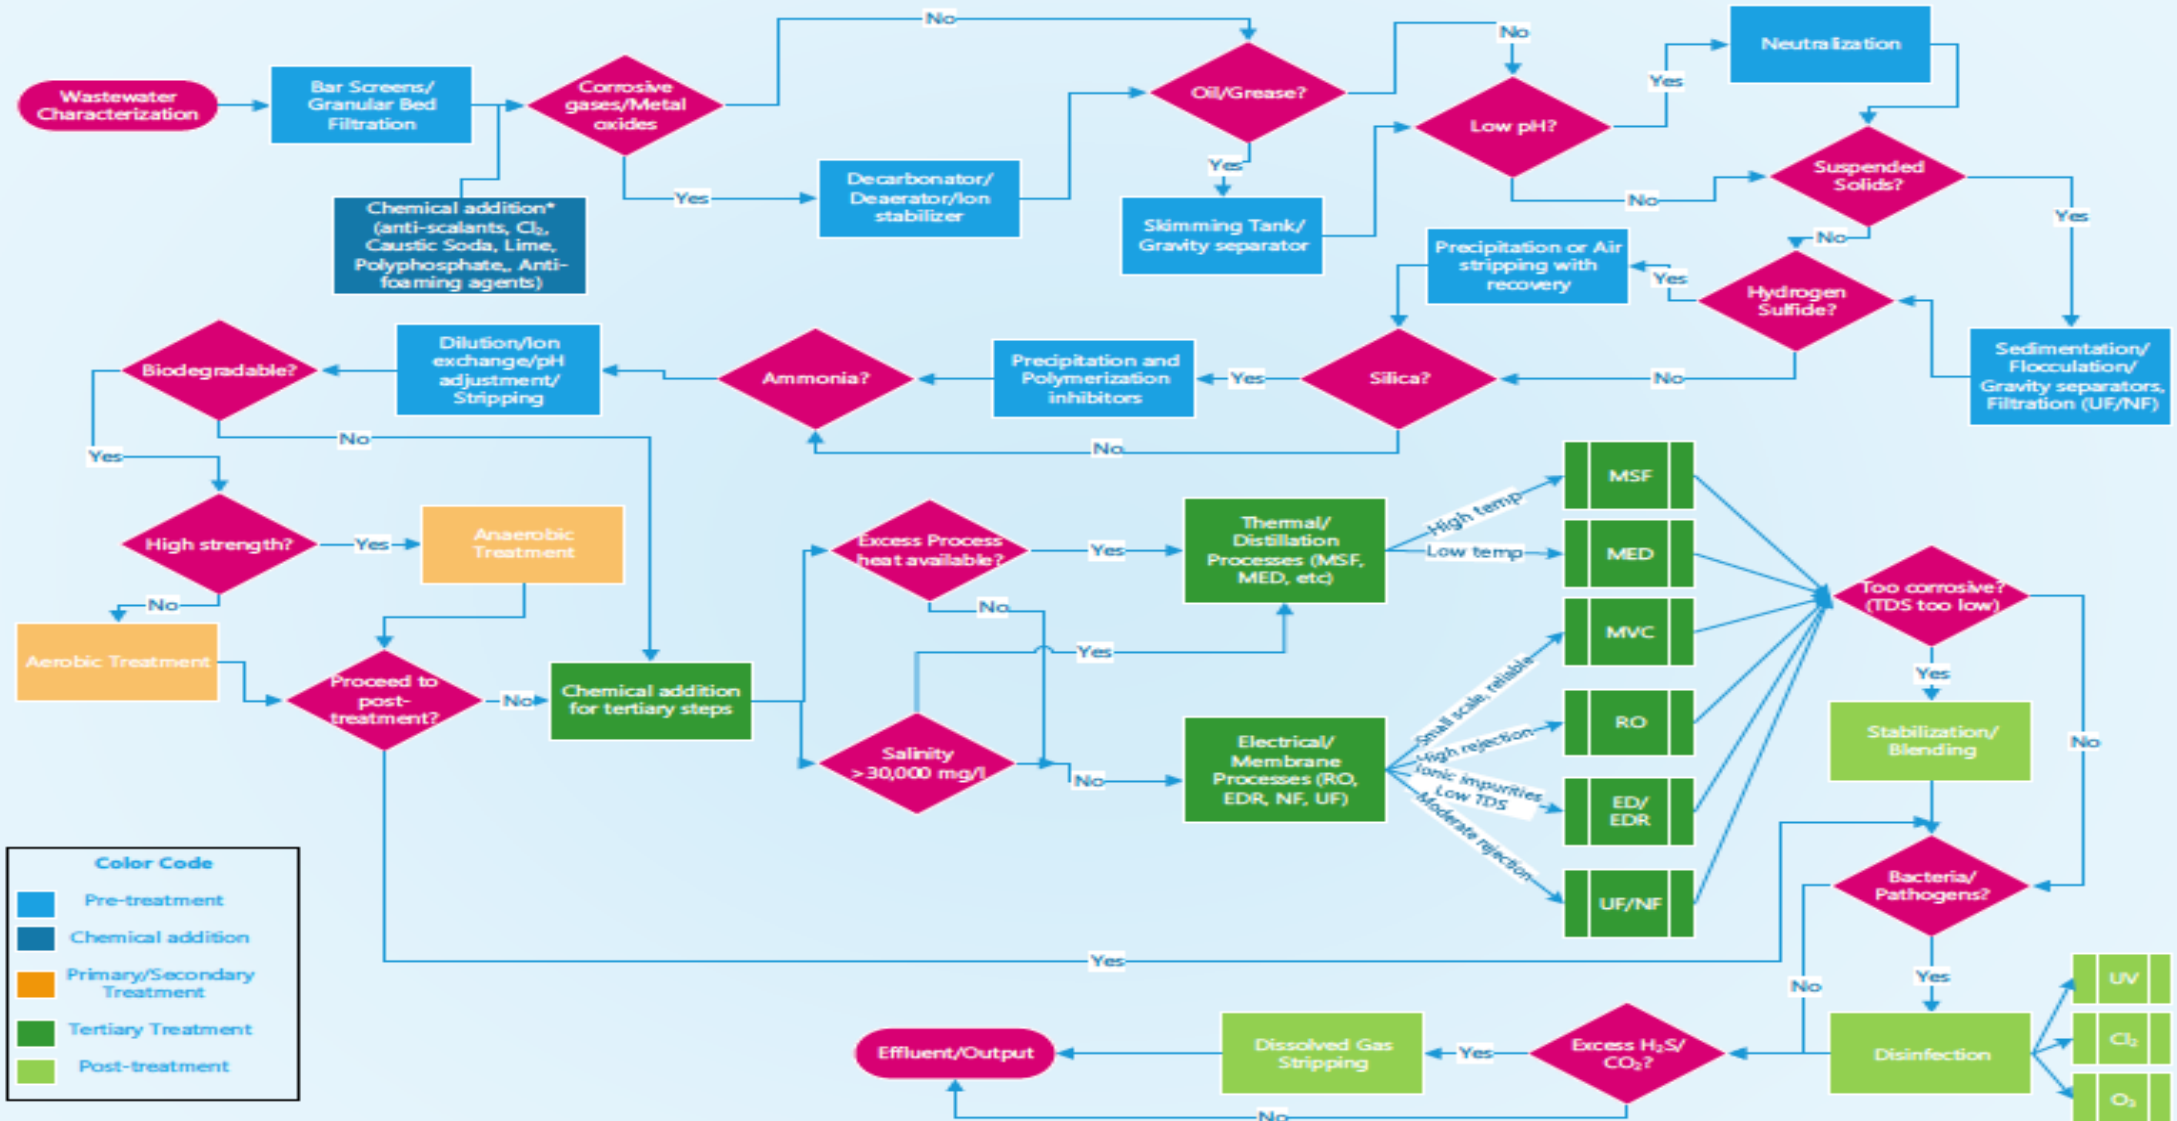 No
No
Neutralization
Wastewater
Characterization
Bar Screens/
Granular Bed
Filtration
Corrosive
gases/Metal
oxides
Oil/Grease?
Yes
Low pH?
Yes
Suspended
Solids?
Yes
Decarbonator/
Deaerator/Ion
stabilizer
Yes
Skimming Tank/
Gravity separator
No
Yes
No
Chemical addition*
(anti-scalants, Cl₂,
Caustic Soda, Lime,
Polyphosphate,, Anti-
foaming agents)
Precipitation or Air
stripping with
recovery
Yes
Hydrogen
Sulfide?
Sedimentation/
Flocculation/
Gravity separators,
Filtration (UF/NF)
Biodegradable?
Dilution/Ion
exchange/pH
adjustment/
Stripping
Ammonia?
Precipitation and
Polymerization
inhibitors
Yes
Silica?
No
No
No
Yes
High strength?
Yes
Anaerobic
Treatment
No
Aerobic Treatment
Proceed to
post-
treatment?
No
Chemical addition
for tertiary steps
Excess Process
heat available?
Yes
No
Thermal/
Distillation
Processes (MSF,
MED, etc)
High temp
Low temp
MSF
MED
MVC
RO
ED/
EDR
UF/NF
Yes
Salinity
>30,000 mg/l
No
Electrical/
Membrane
Processes (RO,
EDR, NF, UF)
Small scale, reliable
High rejection
Ionic impurities
Low TDS
Moderate rejection
Too corrosive?
(TDS too low)
Yes
No
Stabilization/
Blending
Bacteria/
Pathogens?
Yes
No
Yes
Disinfection
UV
Cl₂
O₃
Excess H₂S/
CO₂?
Yes
Dissolved Gas
Stripping
Effluent/Output
No
Color Code
Pre-treatment
Chemical addition
Primary/Secondary
Treatment
Tertiary Treatment
Post-treatment